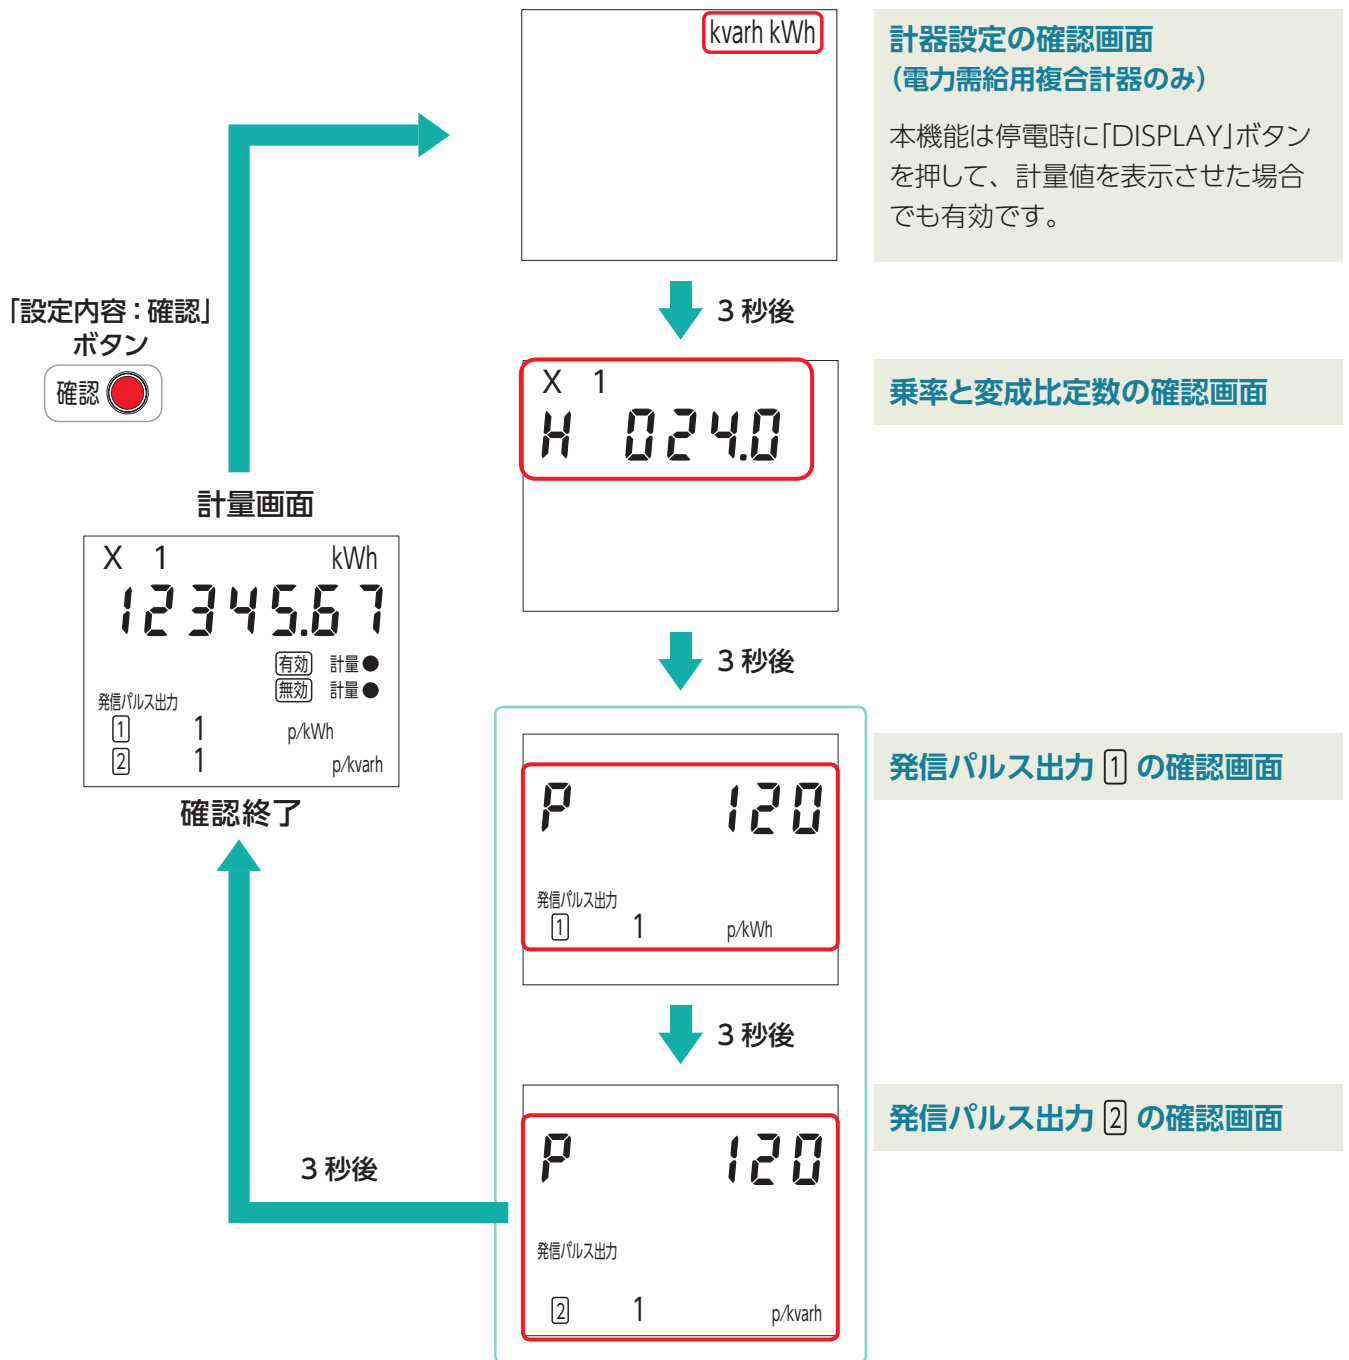 kvarh kWh
計器設定の確認画面
(電力需給用複合計器のみ)
本機能は停電時に「DISPLAY」ボタン
を押して、計量値を表示させた場合
でも有効です。
3 秒後
「設定内容：確認」
ボタン
確認
X 1
H 024.0
乗率と変成比定数の確認画面
3 秒後
計量画面
X 1 kWh
12345.67
有効 計量●
無効 計量●
発信パルス出力
1 1 p/kWh
2 1 p/kvarh
確認終了
P 120
発信パルス出力
1 1 p/kWh
発信パルス出力 1 の確認画面
3 秒後
P 120
発信パルス出力
2 1 p/kvarh
発信パルス出力 2 の確認画面
3 秒後